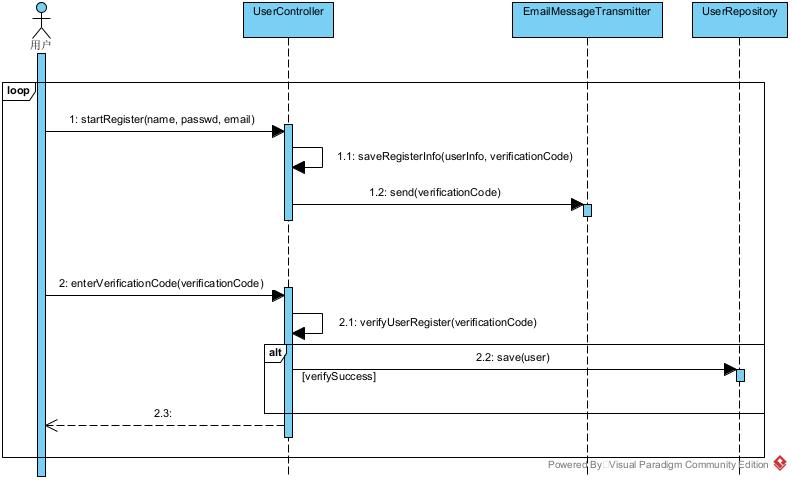 UserController
EmailMessageTransmitter
UserRepository
用户
loop
1: startRegister(name, passwd, email)
1.1: saveRegisterInfo(userInfo, verificationCode)
1.2: send(verificationCode)
2: enterVerificationCode(verificationCode)
2.1: verifyUserRegister(verificationCode)
alt
2.2: save(user)
[verifySuccess]
2.3:
Powered By□Visual Paradigm Community Edition